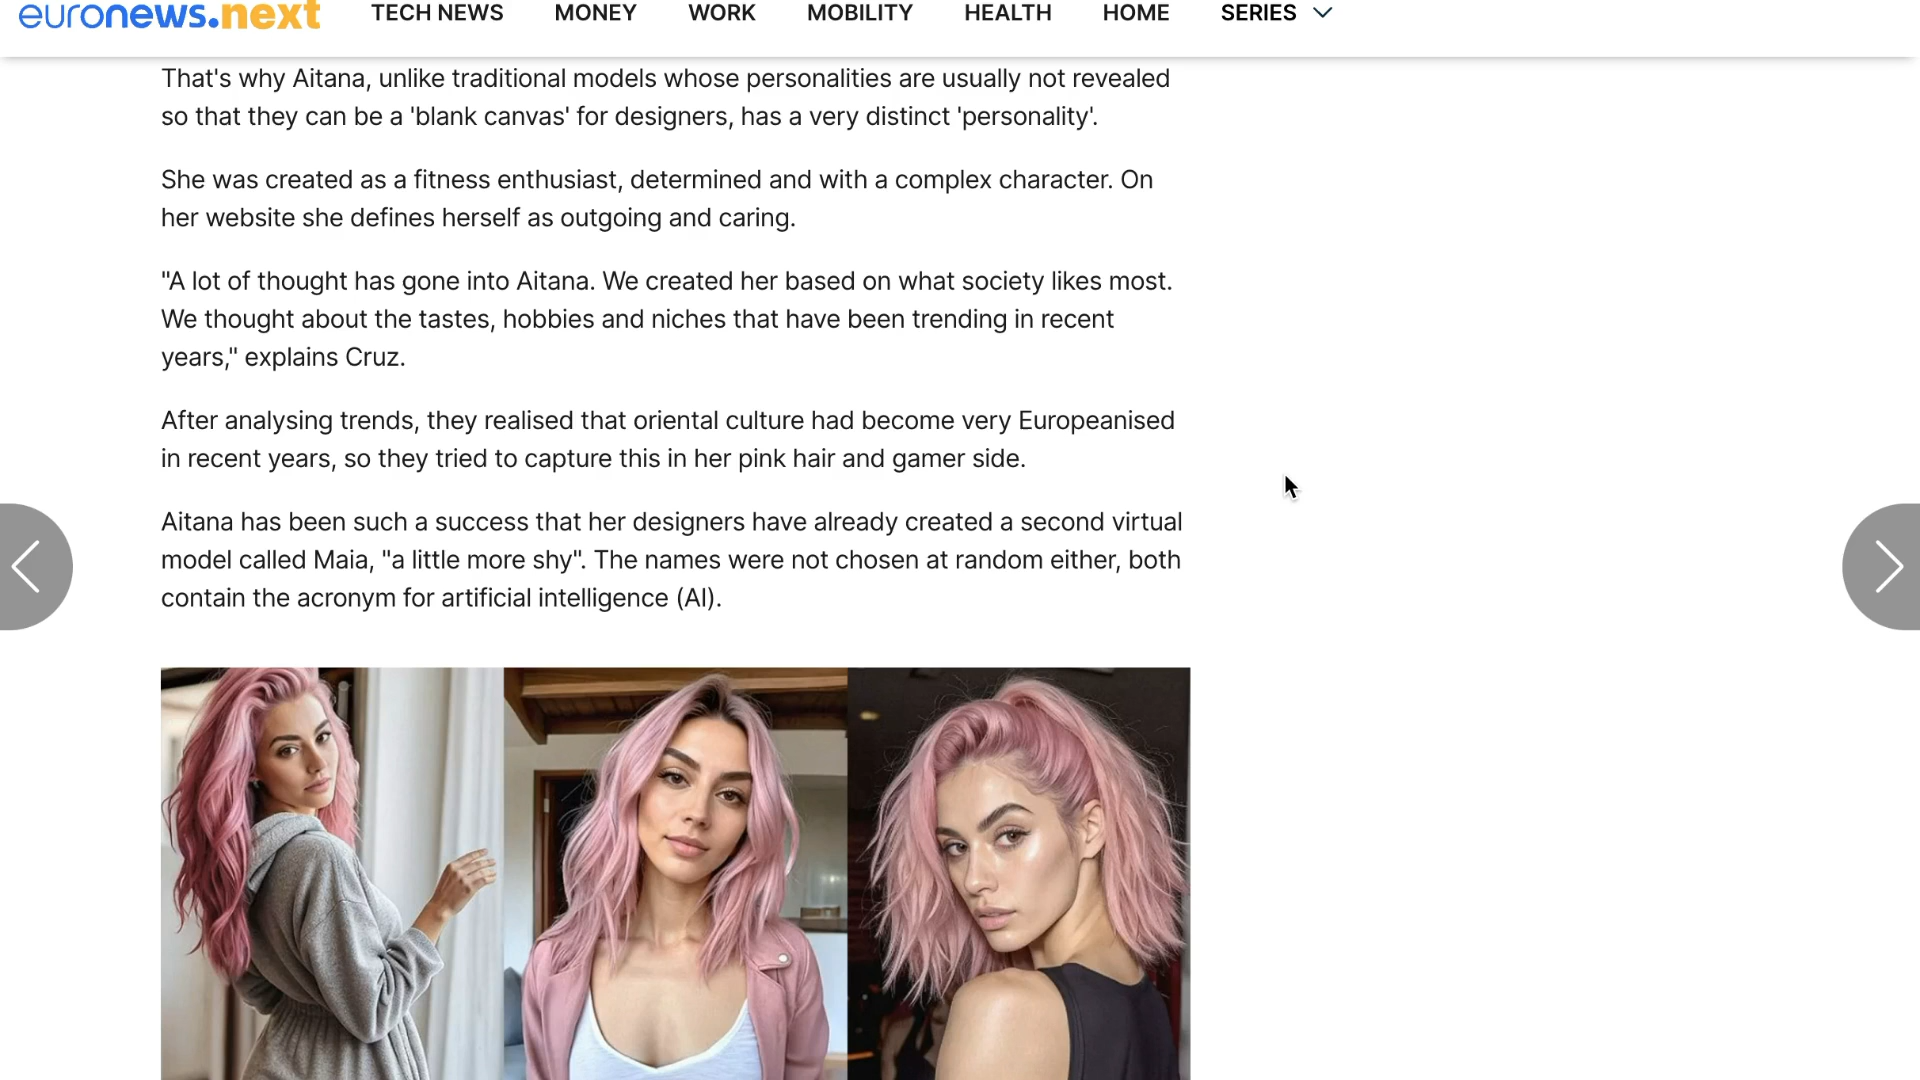 euronews.next TECH NEWS MONEY WORK MOBILITY HEALTH HOME SERIES
That's why Aitana, unlike traditional models whose personalities are usually not revealed
so that they can be a 'blank canvas' for designers, has a very distinct 'personality'.
She was created as a fitness enthusiast, determined and with a complex character. On
her website she defines herself as outgoing and caring.
"A lot of thought has gone into Aitana. We created her based on what society likes most.
We thought about the tastes, hobbies and niches that have been trending in recent
years," explains Cruz.
After analysing trends, they realised that oriental culture had become very Europeanised
in recent years, so they tried to capture this in her pink hair and gamer side.
Aitana has been such a success that her designers have already created a second virtual
model called Maia, "a little more shy". The names were not chosen at random either, both
contain the acronym for artificial intelligence (AI).